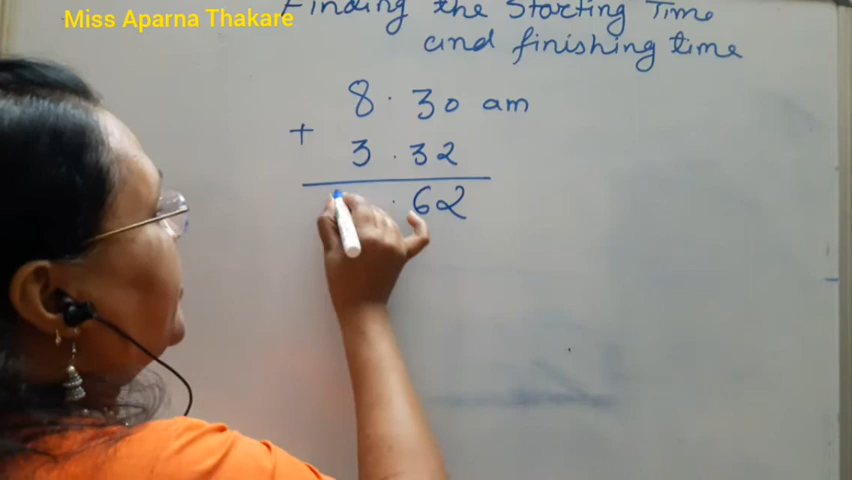 Miss Aparna Thakare
Finding the Starting Time
and finishing time
8.30 am
+
3.32
.62